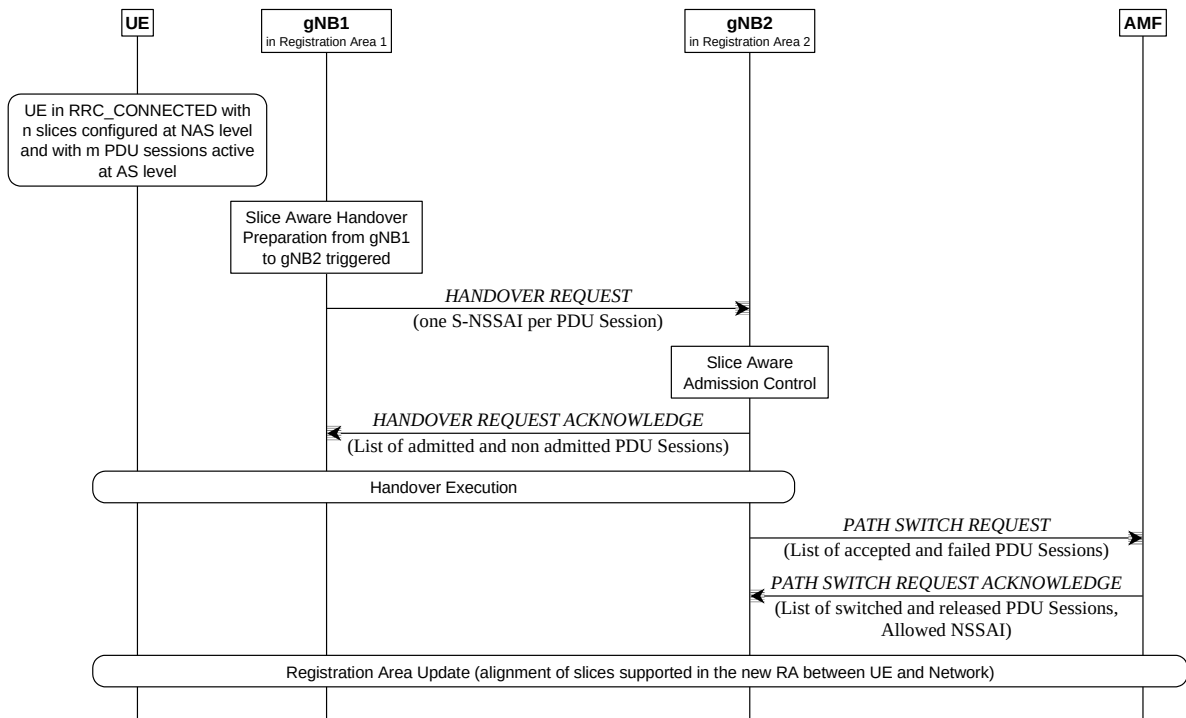 UE
gNB1
in Registration Area 1
gNB2
in Registration Area 2
AMF
UE in RRC_CONNECTED with
n slices configured at NAS level
and with m PDU sessions active
at AS level
Slice Aware Handover
Preparation from gNB1
to gNB2 triggered
HANDOVER REQUEST
(one S-NSSAI per PDU Session)
Slice Aware
Admission Control
HANDOVER REQUEST ACKNOWLEDGE
(List of admitted and non admitted PDU Sessions)
Handover Execution
PATH SWITCH REQUEST
(List of accepted and failed PDU Sessions)
PATH SWITCH REQUEST ACKNOWLEDGE
(List of switched and released PDU Sessions,
Allowed NSSAI)
Registration Area Update (alignment of slices supported in the new RA between UE and Network)